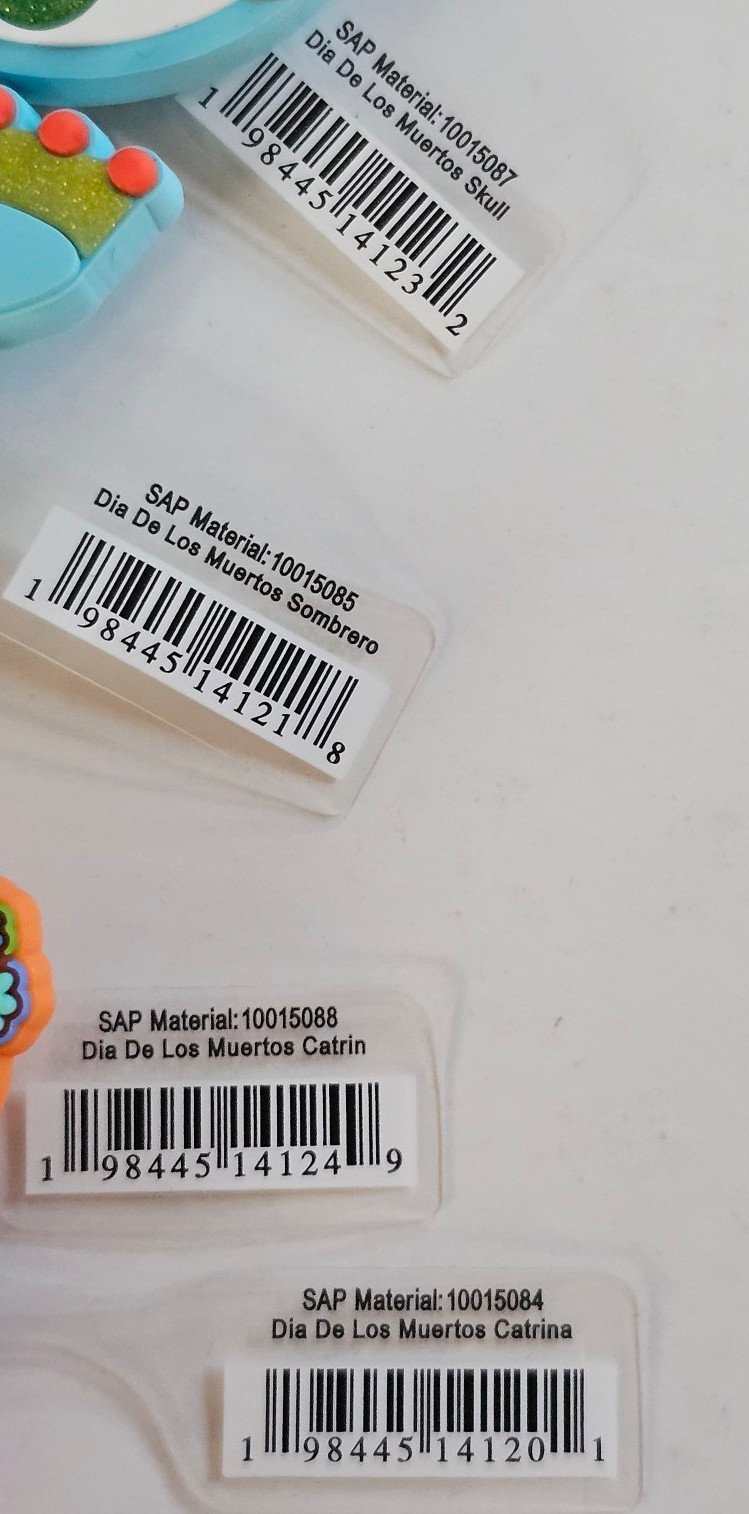 SAP Material:10015087
Dia De Los Muertos Skull
1 98445 14123 2
SAP Material:10015085
Dia De Los Muertos Sombrero
1 98445 14121 8
SAP Material:10015088
Dia De Los Muertos Catrin
1 98445 14124 9
SAP Material:10015084
Dia De Los Muertos Catrina
1 98445 14120 1